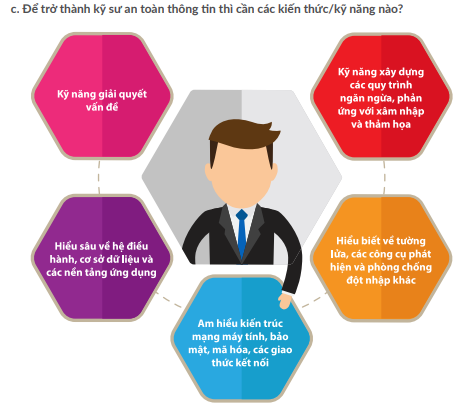 c. Để trở thành kỹ sư an toàn thông tin thì cần các kiến thức/kỹ năng nào?
Kỹ năng giải quyết
vấn đề
Kỹ năng xây dựng
các quy trình
ngăn ngừa, phản
ứng với xâm nhập
và thảm họa
Hiểu sâu về hệ điều
hành, cơ sở dữ liệu và
các nền tảng ứng dụng
Hiểu biết về tường
lửa, các công cụ phát
hiện và phòng chống
đột nhập khác
Am hiểu kiến trúc
mạng máy tính, bảo
mật, mã hóa, các giao
thức kết nối